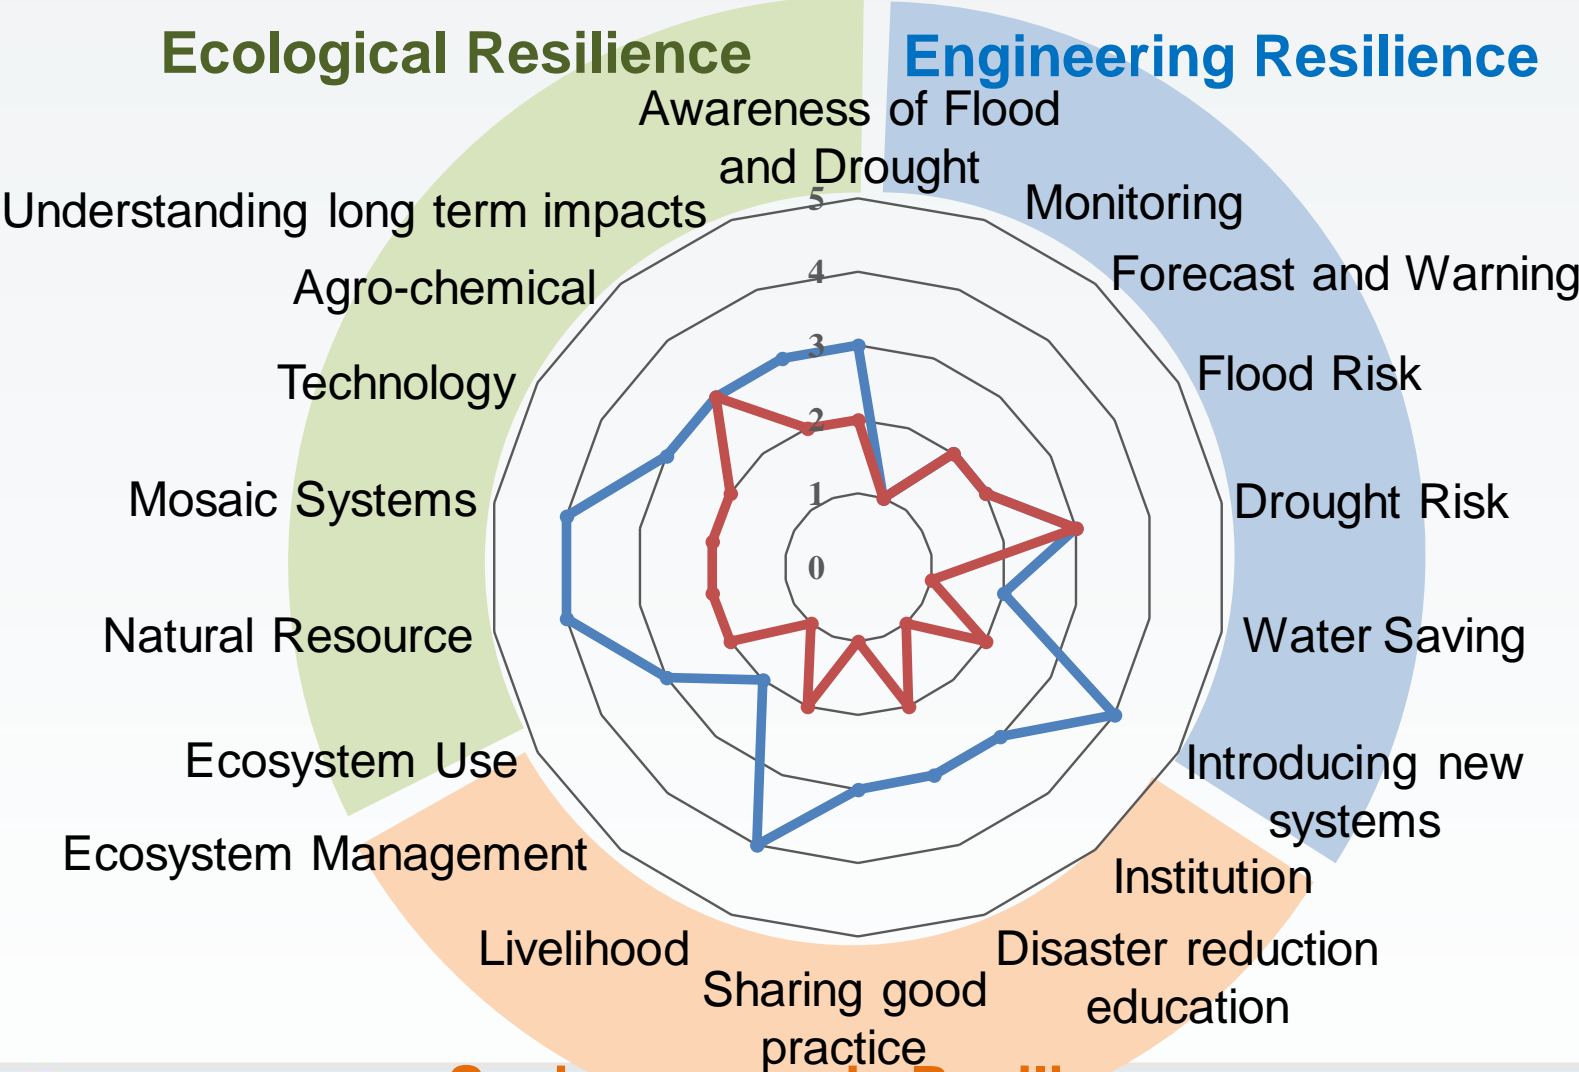 Ecological Resilience
Engineering Resilience
Awareness of Flood
and Drought
Monitoring
Forecast and Warning
Flood Risk
Drought Risk
Water Saving
Introducing new
systems
Institution
Disaster reduction
education
Sharing good
practice
Livelihood
Ecosystem Management
Ecosystem Use
Natural Resource
Mosaic Systems
Technology
Agro-chemical
Understanding long term impacts
5
4
3
2
1
0